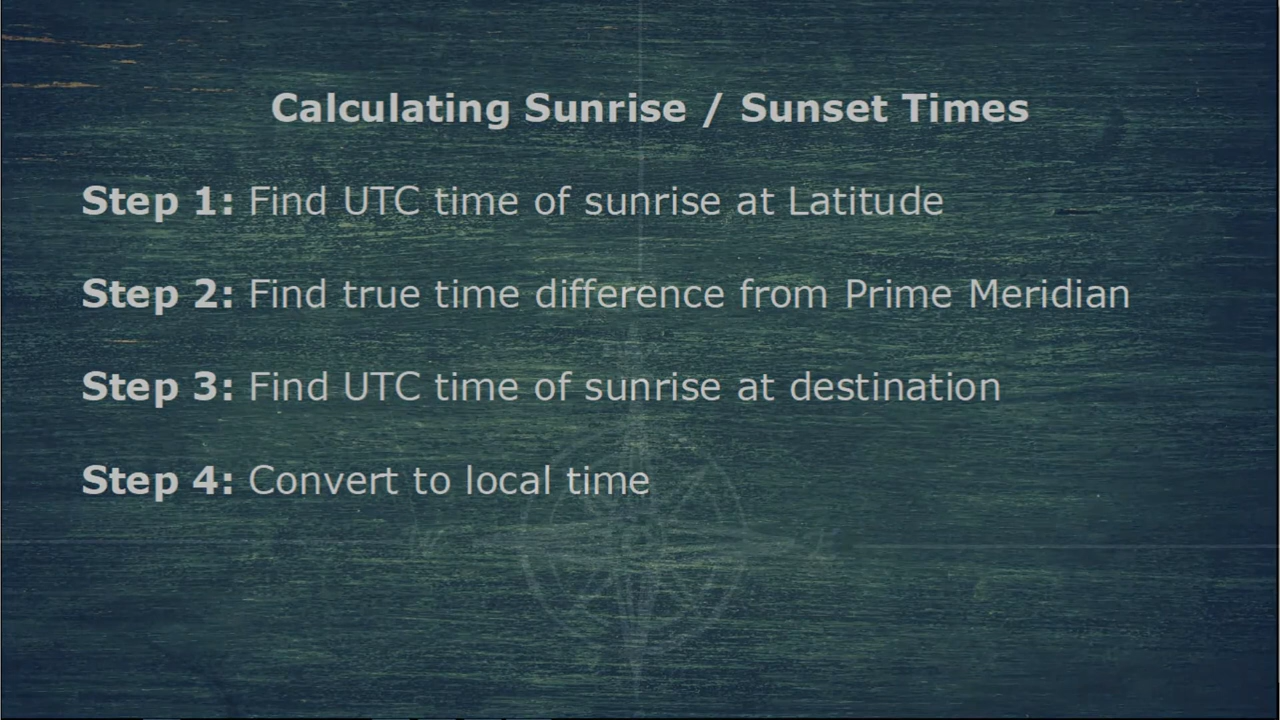 Calculating Sunrise / Sunset Times
Step 1: Find UTC time of sunrise at Latitude
Step 2: Find true time difference from Prime Meridian
Step 3: Find UTC time of sunrise at destination
Step 4: Convert to local time